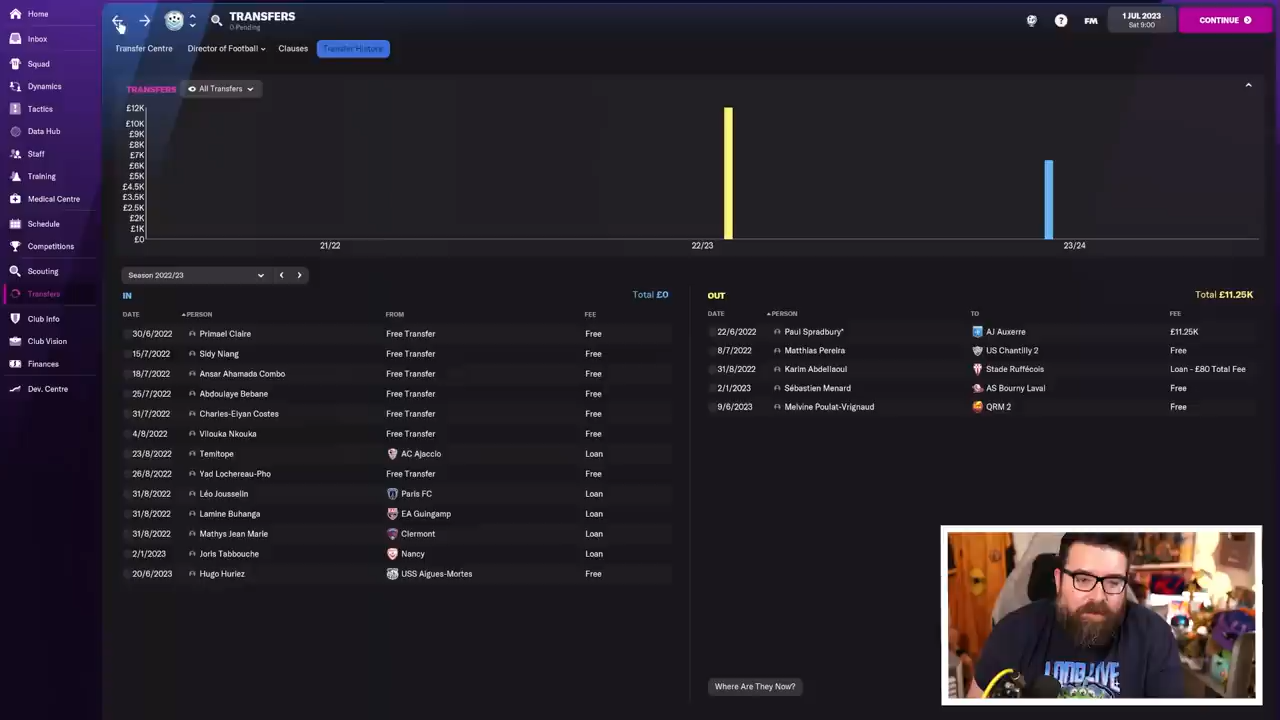 Home
Inbox
Squad
Dynamics
Tactics
Data Hub
Staff
Training
Medical Centre
Schedule
Competitions
Scouting
Transfers
Club Info
Club Vision
Finances
Dev. Centre
TRANSFERS
0 Pending
? FM
1 JUL 2023
Sat 9:00
CONTINUE
Transfer Centre Director of Football Clauses Transfer History
TRANSFERS All Transfers
£12K
£10K
£9K
£8K
£7K
£6K
£5K
£4.5K
£3.5K
£2.5K
£2K
£1K
£0
21/22 22/23 23/24
Season 2022/23
IN Total £0
DATE PERSON FROM FEE
30/6/2022 Primael Claire Free Transfer Free
15/7/2022 Sidy Niang Free Transfer Free
18/7/2022 Ansar Ahamada Combo Free Transfer Free
25/7/2022 Abdoulaye Bebane Free Transfer Free
31/7/2022 Charles-Elyan Costes Free Transfer Free
4/8/2022 Vilouka Nkouka Free Transfer Free
23/8/2022 Temitope AC Ajaccio Loan
26/8/2022 Yad Lochereau-Pho Free Transfer Free
31/8/2022 Léo Jousselin Paris FC Loan
31/8/2022 Lamine Buhanga EA Guingamp Loan
31/8/2022 Mathys Jean Marie Clermont Loan
2/1/2023 Joris Tabbouche Nancy Loan
20/6/2023 Hugo Huriez USS Aigues-Mortes Free
OUT Total £11.25K
DATE PERSON TO FEE
22/6/2022 Paul Spradbury* AJ Auxerre £11.25K
8/7/2022 Matthias Pereira US Chantilly 2 Free
31/8/2022 Karim Abdellaoul Stade Ruffécois Loan - £80 Total Fee
2/1/2023 Sébastien Menard AS Bourny Laval Free
9/6/2023 Melvine Poulat-Vrignaud QRM 2 Free
Where Are They Now?
LONG LIVE